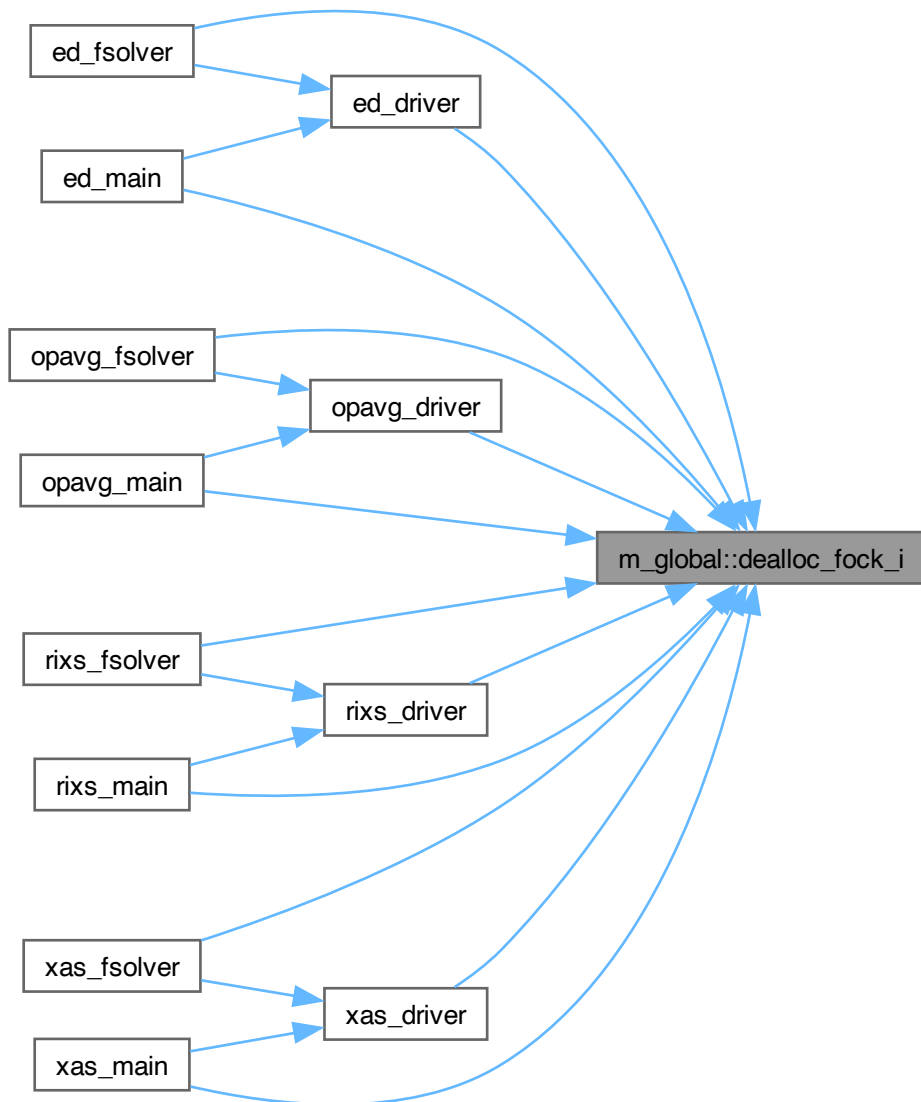 ed_fsolver
ed_driver
ed_main
opavg_fsolver
opavg_driver
opavg_main
m_global::dealloc_fock_i
rixs_fsolver
rixs_driver
rixs_main
xas_fsolver
xas_driver
xas_main